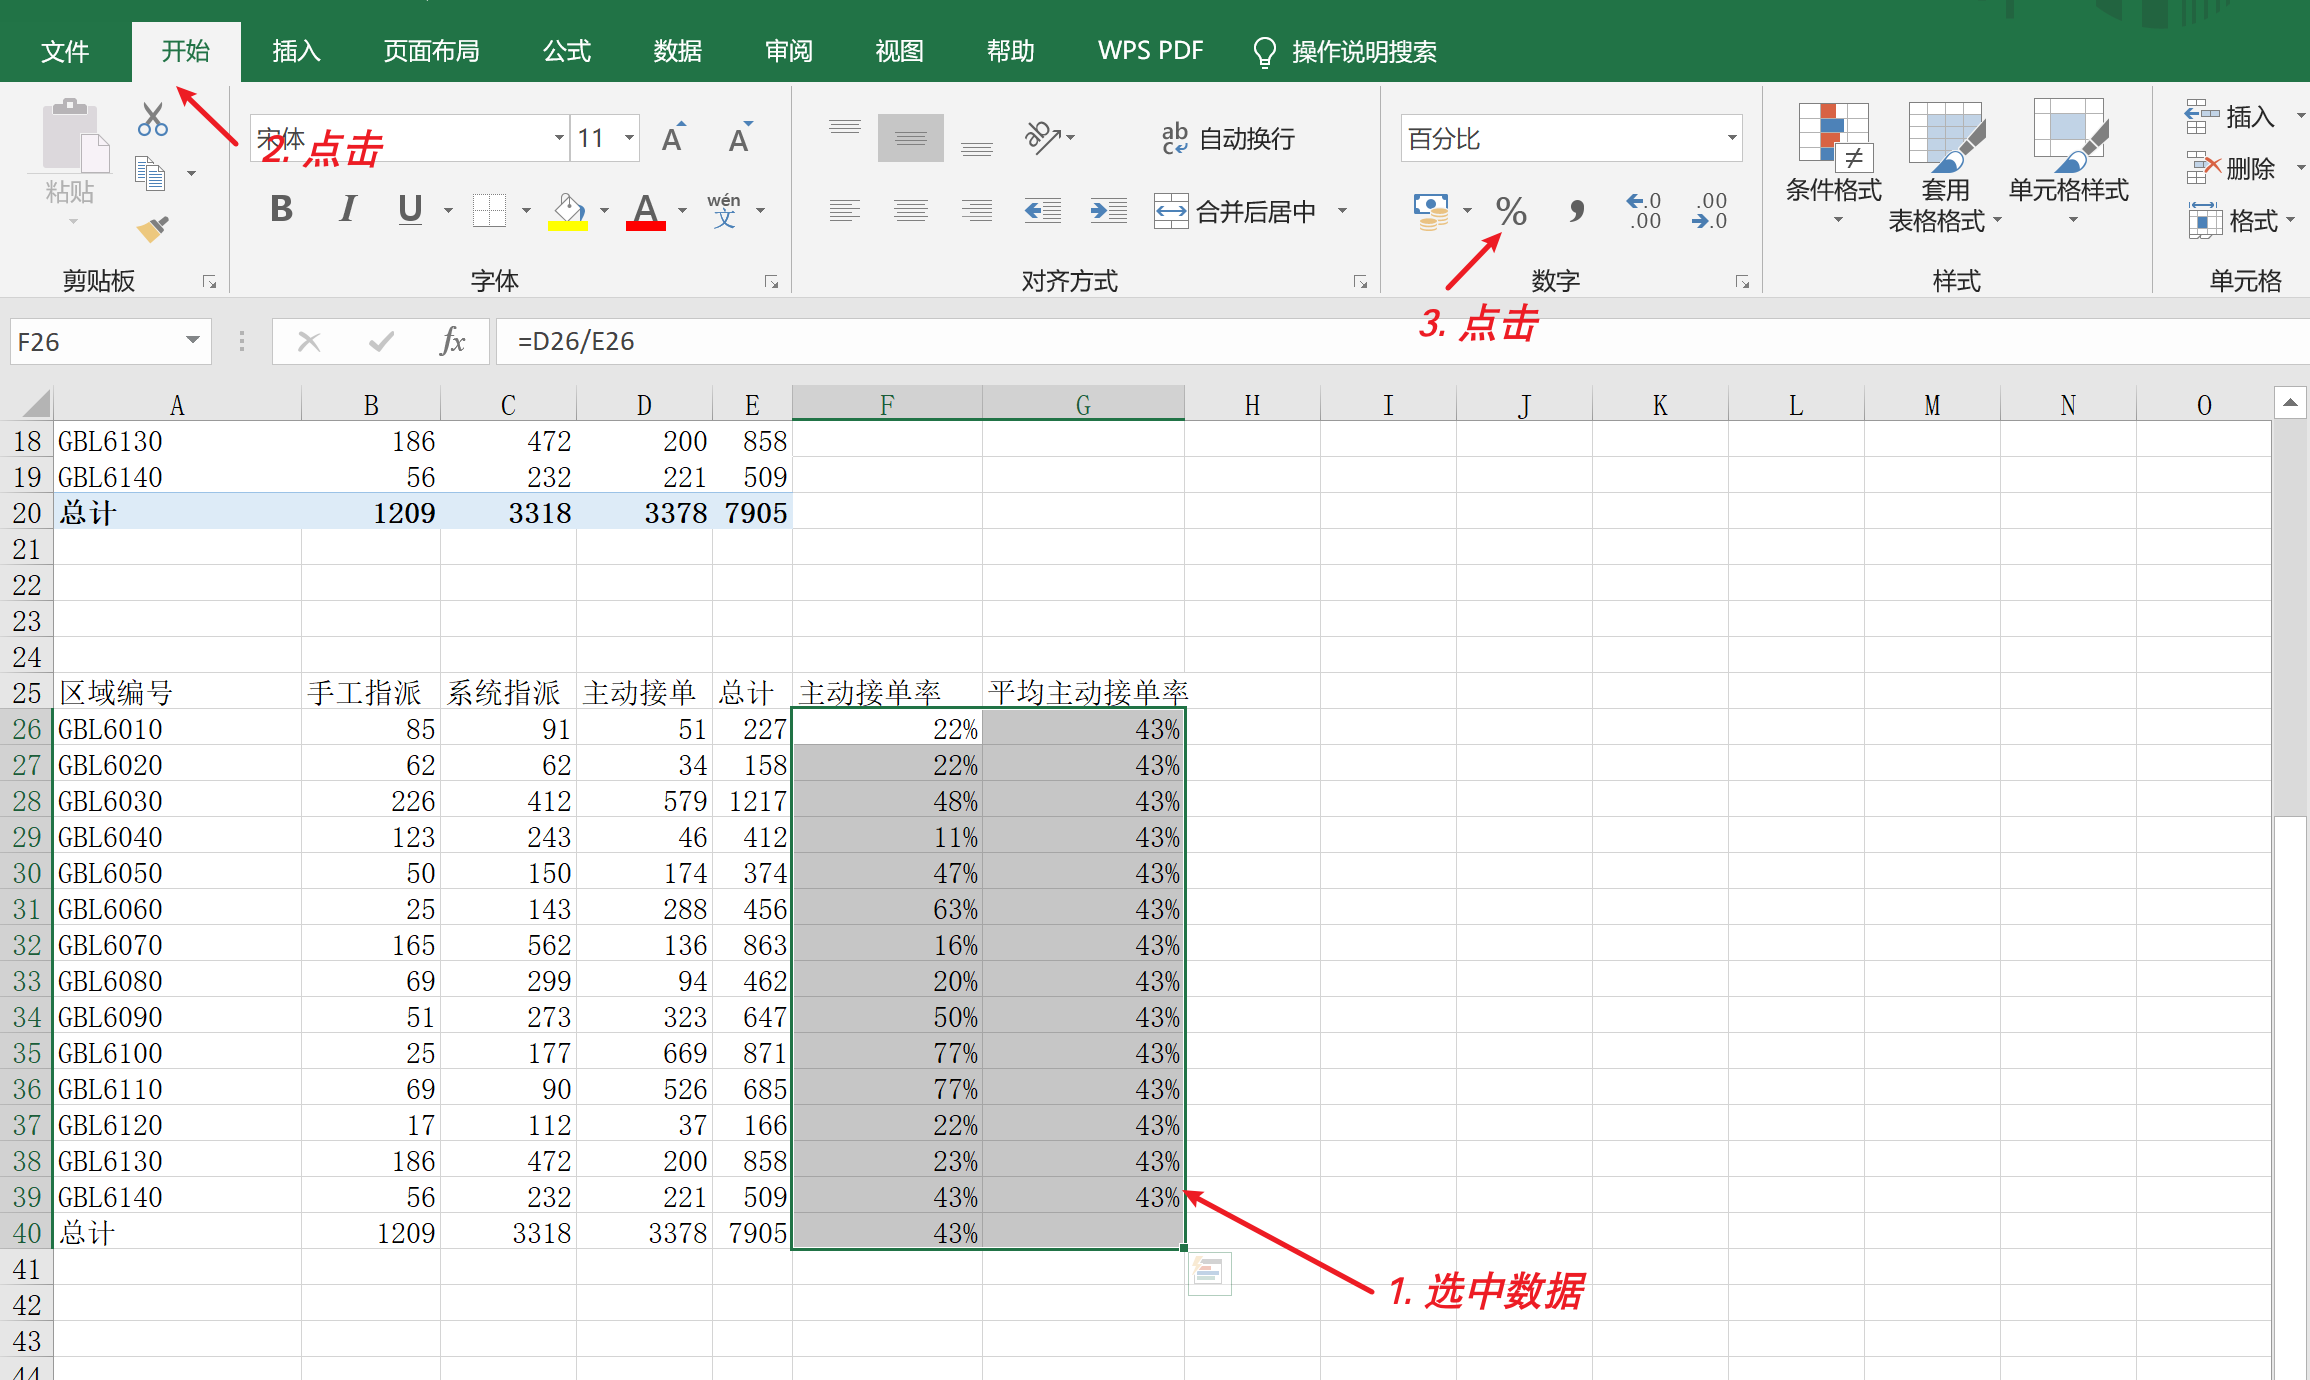 文件 开始 插入 页面布局 公式 数据 审阅 视图 帮助 WPS PDF 操作说明搜索
粘贴
剪贴板
宋体 11 A A
2. 点击
B I U A wén 文
字体
ab 自动换行
合并后居中
对齐方式
百分比
% , .0 .00 .00 .0
数字
3. 点击
条件格式 套用 单元格样式
表格格式
样式
插入
删除
格式
单元格
F26 fx =D26/E26
A B C D E F G H I J K L M N O
18 GBL6130 186 472 200 858
19 GBL6140 56 232 221 509
20 总计 1209 3318 3378 7905
21
22
23
24
25 区域编号 手工指派 系统指派 主动接单 总计 主动接单率 平均主动接单率
26 GBL6010 85 91 51 227 22% 43%
27 GBL6020 62 62 34 158 22% 43%
28 GBL6030 226 412 579 1217 48% 43%
29 GBL6040 123 243 46 412 11% 43%
30 GBL6050 50 150 174 374 47% 43%
31 GBL6060 25 143 288 456 63% 43%
32 GBL6070 165 562 136 863 16% 43%
33 GBL6080 69 299 94 462 20% 43%
34 GBL6090 51 273 323 647 50% 43%
35 GBL6100 25 177 669 871 77% 43%
36 GBL6110 69 90 526 685 77% 43%
37 GBL6120 17 112 37 166 22% 43%
38 GBL6130 186 472 200 858 23% 43%
39 GBL6140 56 232 221 509 43% 43%
40 总计 1209 3318 3378 7905 43%
41
1. 选中数据
42
43
44